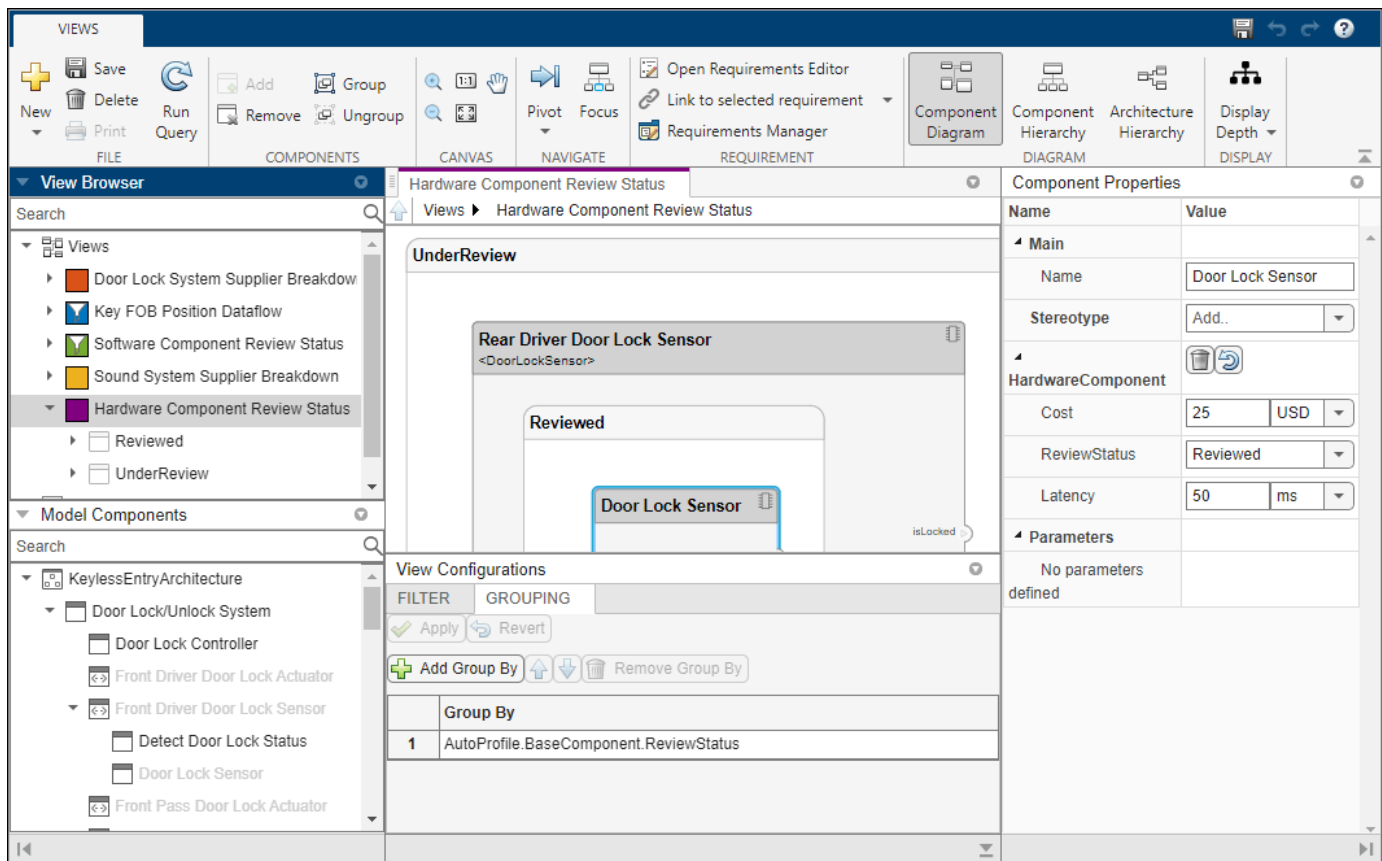 VIEWS
New
Save
Delete
Print
Run
Query
FILE
Add
Remove
Group
Ungroup
COMPONENTS
1:1
CANVAS
Pivot
Focus
NAVIGATE
Open Requirements Editor
Link to selected requirement
Requirements Manager
REQUIREMENT
Component
Diagram
Component
Hierarchy
Architecture
Hierarchy
DIAGRAM
Display
Depth
DISPLAY
View Browser
Search
Views
Door Lock System Supplier Breakdow
Key FOB Position Dataflow
Software Component Review Status
Sound System Supplier Breakdown
Hardware Component Review Status
Reviewed
UnderReview
Model Components
Search
KeylessEntryArchitecture
Door Lock/Unlock System
Door Lock Controller
Front Driver Door Lock Actuator
Front Driver Door Lock Sensor
Detect Door Lock Status
Door Lock Sensor
Front Pass Door Lock Actuator
Hardware Component Review Status
Views Hardware Component Review Status
UnderReview
Rear Driver Door Lock Sensor
<DoorLockSensor>
Reviewed
Door Lock Sensor
isLocked
View Configurations
FILTER GROUPING
Apply Revert
Add Group By Remove Group By
Group By
1 AutoProfile.BaseComponent.ReviewStatus
Component Properties
Name Value
Main
Name Door Lock Sensor
Stereotype Add..
HardwareComponent
Cost 25 USD
ReviewStatus Reviewed
Latency 50 ms
Parameters
No parameters
defined